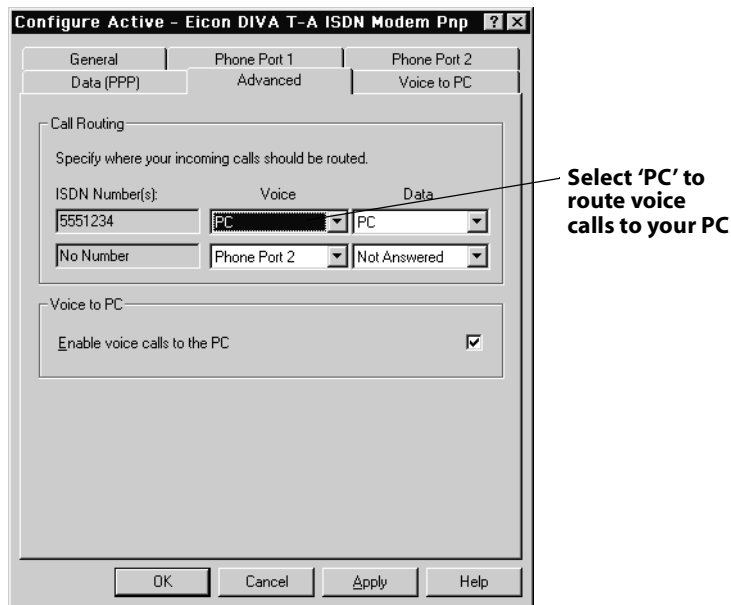 Configure Active - Eicon DIVA T-A ISDN Modem Pnp
General Phone Port 1 Phone Port 2
Data (PPP) Advanced Voice to PC
Call Routing
Specify where your incoming calls should be routed.
ISDN Number(s): Voice Data
5551234 PC PC
No Number Phone Port 2 Not Answered
Select ‘PC’ to
route voice
calls to your PC
Voice to PC
Enable voice calls to the PC
OK Cancel Apply Help